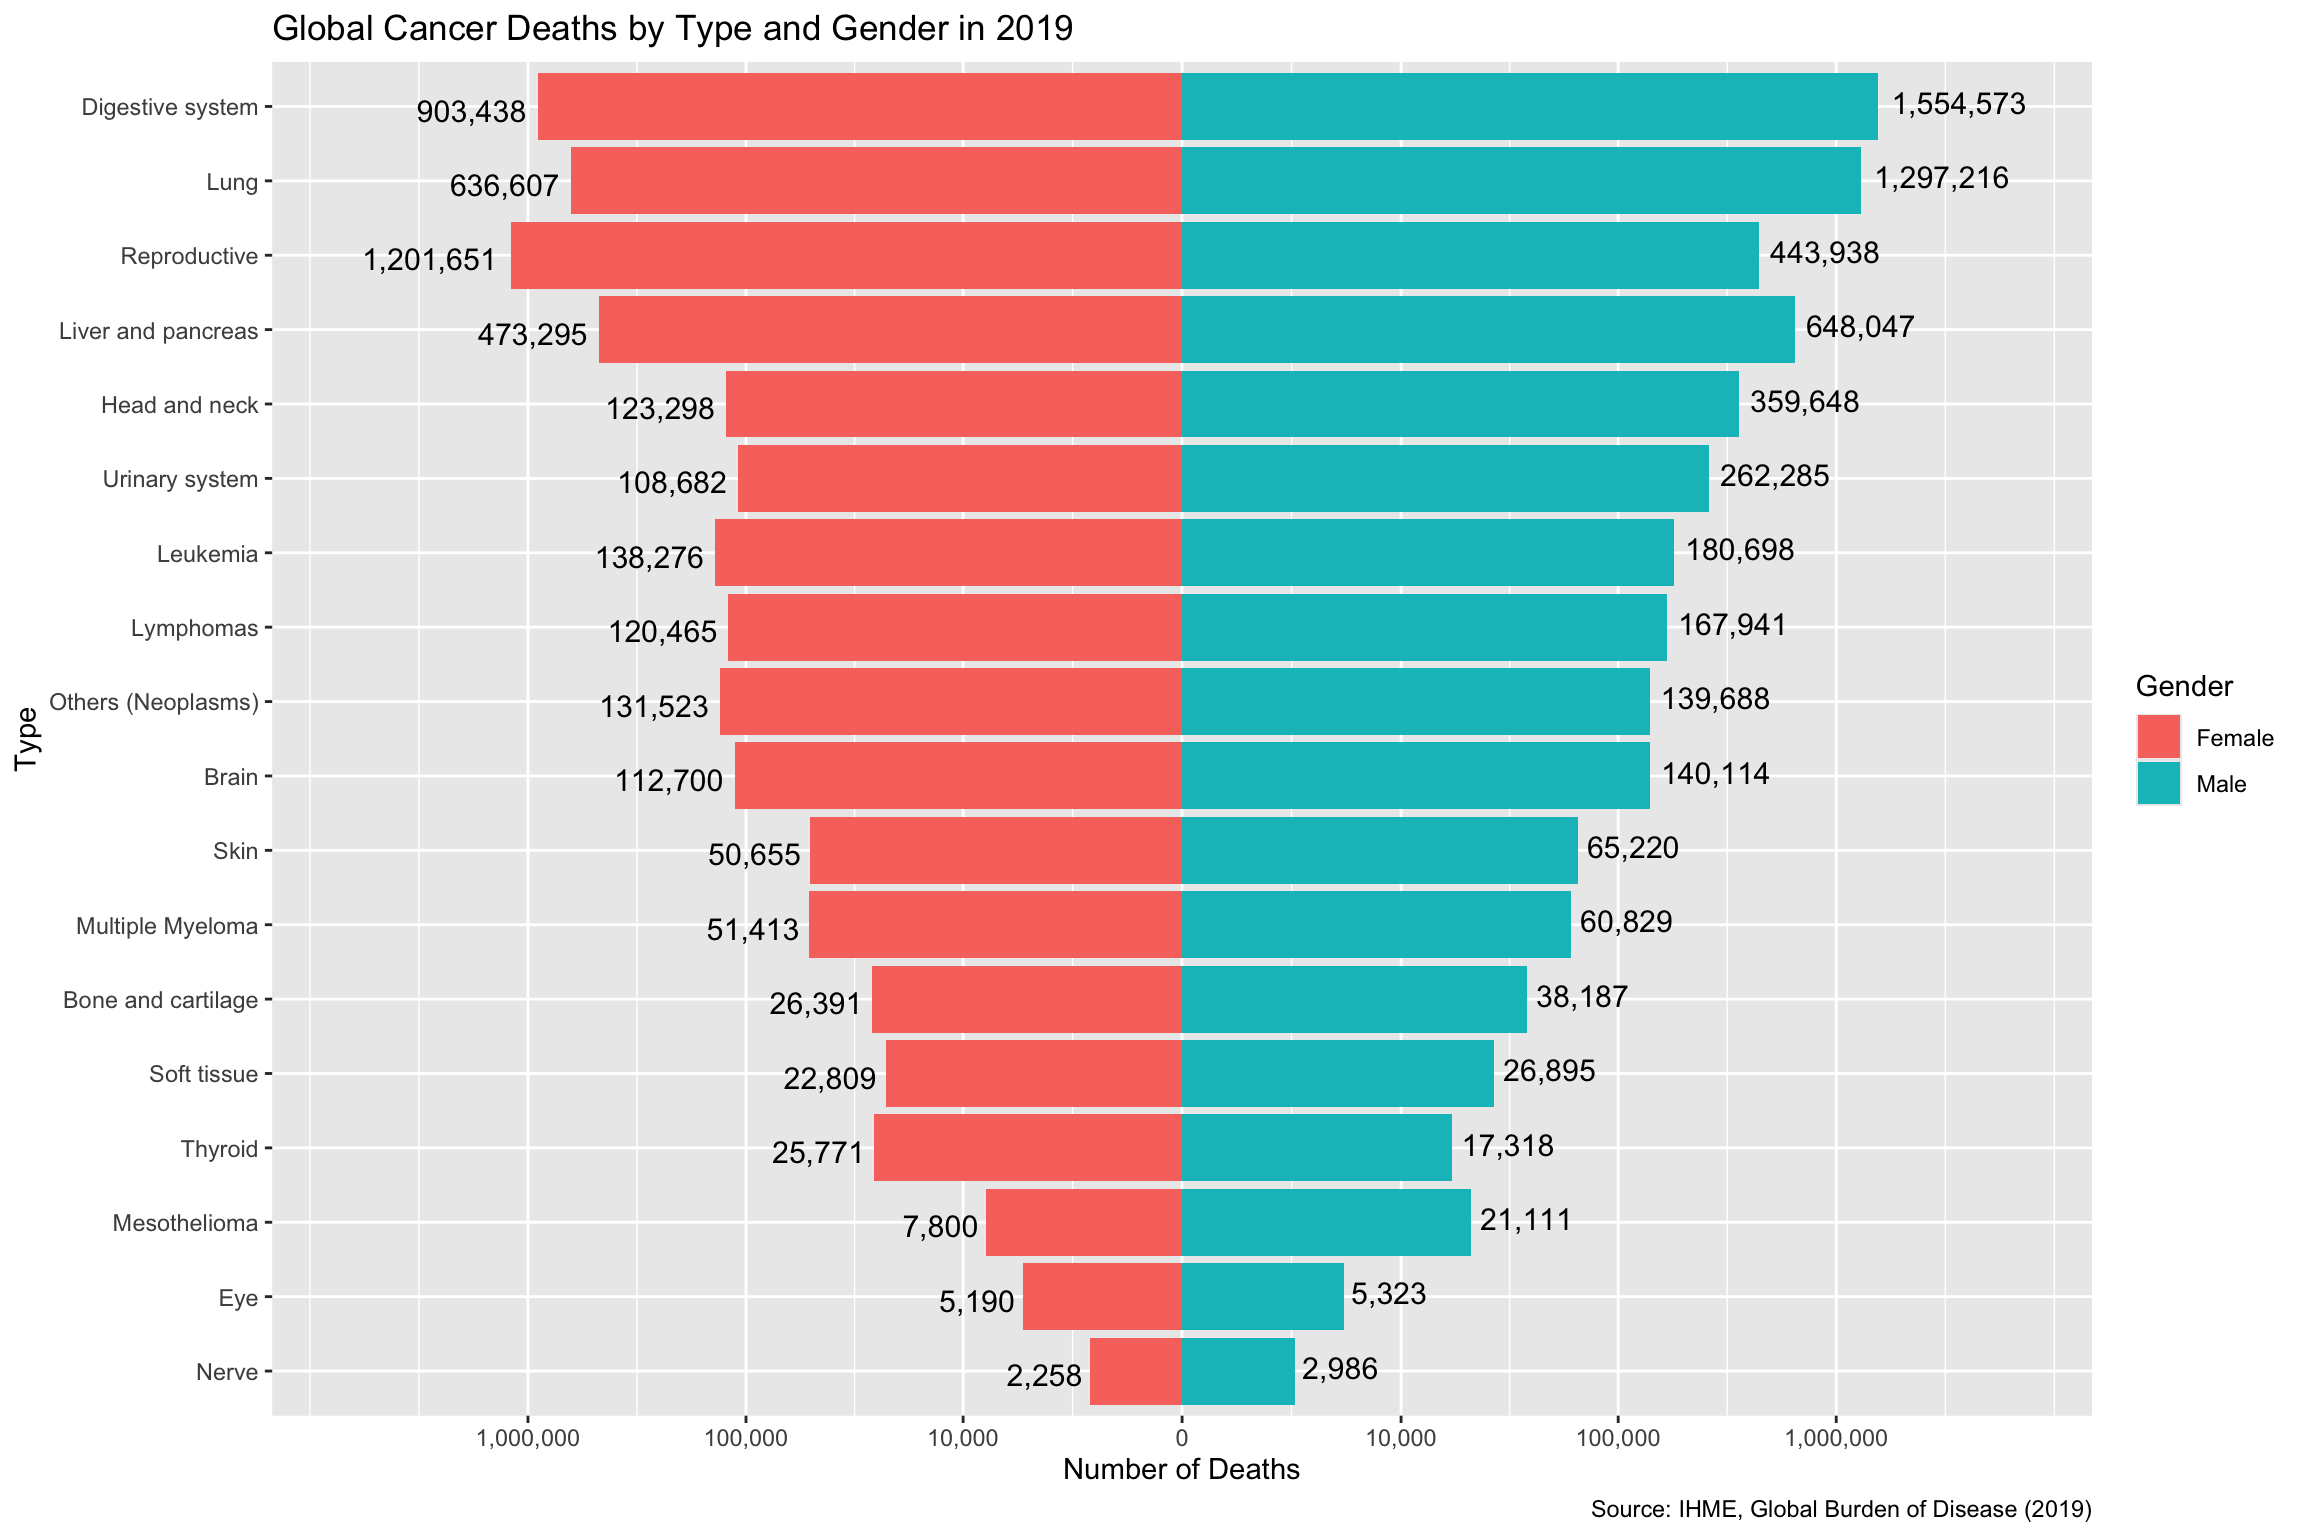 Global Cancer Deaths by Type and Gender in 2019
Type
Digestive system 903,438 1,554,573
Lung 636,607 1,297,216
Reproductive 1,201,651 443,938
Liver and pancreas 473,295 648,047
Head and neck 123,298 359,648
Urinary system 108,682 262,285
Leukemia 138,276 180,698
Lymphomas 120,465 167,941
Others (Neoplasms) 131,523 139,688
Brain 112,700 140,114
Skin 50,655 65,220
Multiple Myeloma 51,413 60,829
Bone and cartilage 26,391 38,187
Soft tissue 22,809 26,895
Thyroid 25,771 17,318
Mesothelioma 7,800 21,111
Eye 5,190 5,323
Nerve 2,258 2,986
1,000,000 100,000 10,000 0 10,000 100,000 1,000,000
Number of Deaths
Gender
Female
Male
Source: IHME, Global Burden of Disease (2019)